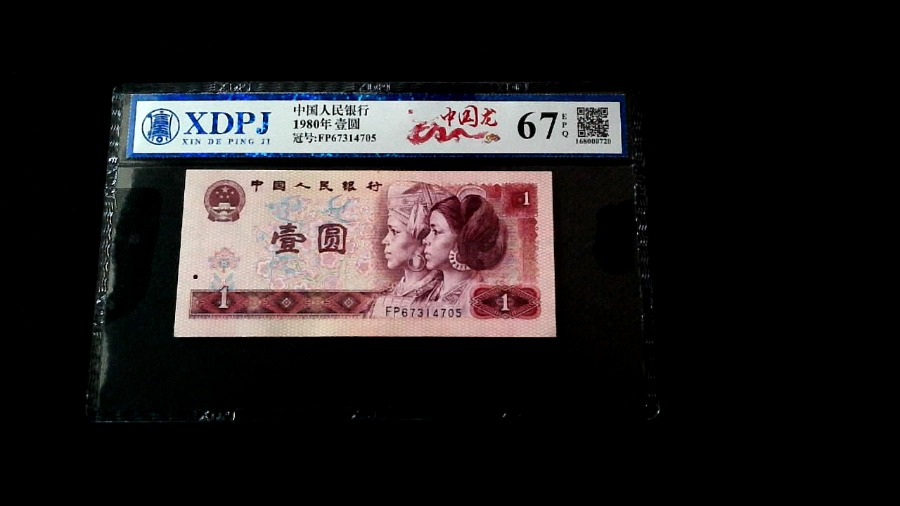 XDPJ
XIN DE PING JI
中国人民银行
1980年 壹圆
冠号:FP67314705
中国龙
67
EPQ
168008720
中国人民银行
1
壹圆
1
FP67314705
1